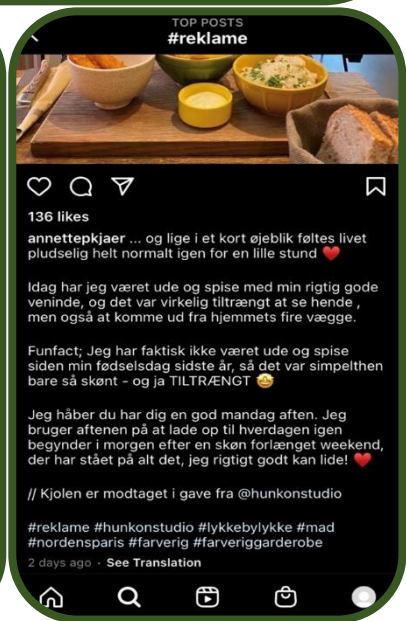 TOP POSTS
#reklame
136 likes
annettepkjaer ... og lige i et kort øjeblik føltes livet
pludselig helt normalt igen for en lille stund ❤️
Idag har jeg været ude og spise med min rigtig gode
veninde, og det var virkelig tiltrængt at se hende ,
men også at komme ud fra hjemmets fire vægge.
Funfact; Jeg har faktisk ikke været ude og spise
siden min fødselsdag sidste år, så det var simpelthen
bare så skønt - og ja TILTRÆNGT 🤩
Jeg håber du har dig en god mandag aften. Jeg
bruger aftenen på at lade op til hverdagen igen
begynder i morgen efter en skøn forlænget weekend,
der har stået på alt det, jeg rigtigt godt kan lide! ❤️
// Kjolen er modtaget i gave fra @hunkonstudio
#reklame #hunkonstudio #lykkebylykke #mad
#nordensparis #farverig #farveriggarderobe
2 days ago · See Translation